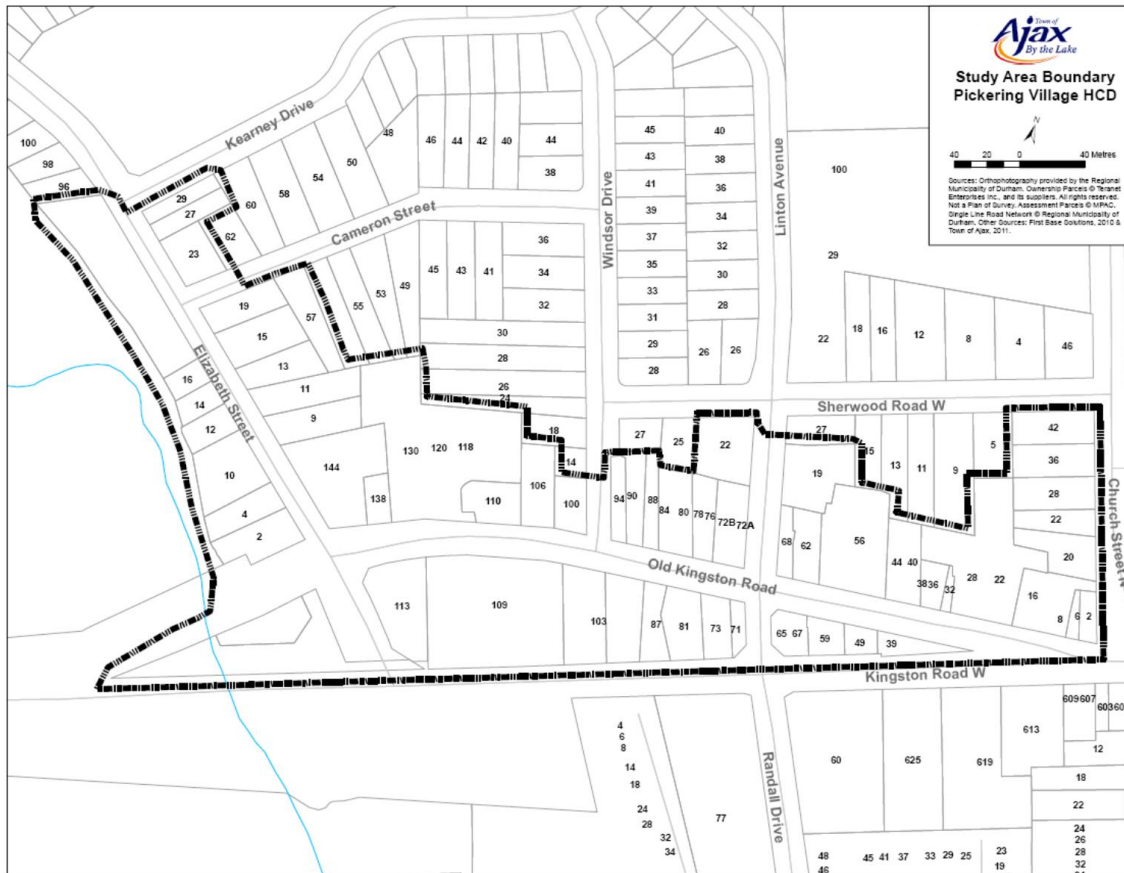 Town of
Ajax
By the Lake
Study Area Boundary
Pickering Village HCD
N
40 20 0 40 Metres
Sources: Orthophotography provided by the Regional
Municipality of Durham. Ownership Parcels © Teranet
Enterprises Inc., and its suppliers. All rights reserved.
Not a Plan of Survey. Assessment Parcels © MPAC.
Single Line Road Network © Regional Municipality of
Durham. Other Sources: First Base Solutions, 2010 &
Town of Ajax, 2011.
Kearney Drive
Cameron Street
Windsor Drive
Linton Avenue
Elizabeth Street
Sherwood Road W
Church Street N
Old Kingston Road
Kingston Road W
Randall Drive
100
98
96
29
27
23
62
60
58
54
50
48
46 44 42 40
44
38
45
43
41
39
37
35
33
31
29
28
40
38
36
34
32
30
28
26 26
100
29
22 18 16 12 8 4 46
19
15
13
11
9
57
55
53
49
45 43 41
36
34
32
30
28
26
24
18
14
16
14
12
10
4
2
144
138
130 120 118
110
106
100
27 25 22
94 90 88 84 80 78 76 72B 72A
27
19
15 13 11 9 5
42
36
28
22
20
68 62 56 44 40 38 36 32 28 22 16 8 6 2
113 109 103 87 81 73 71
65 67 59 49 39
4
6
8
14
18
24
28
32
34
77
60 625 619 613
609 607 603
12
18
22
24
26
28
32
48
46
45 41 37 33 29 25
23
19